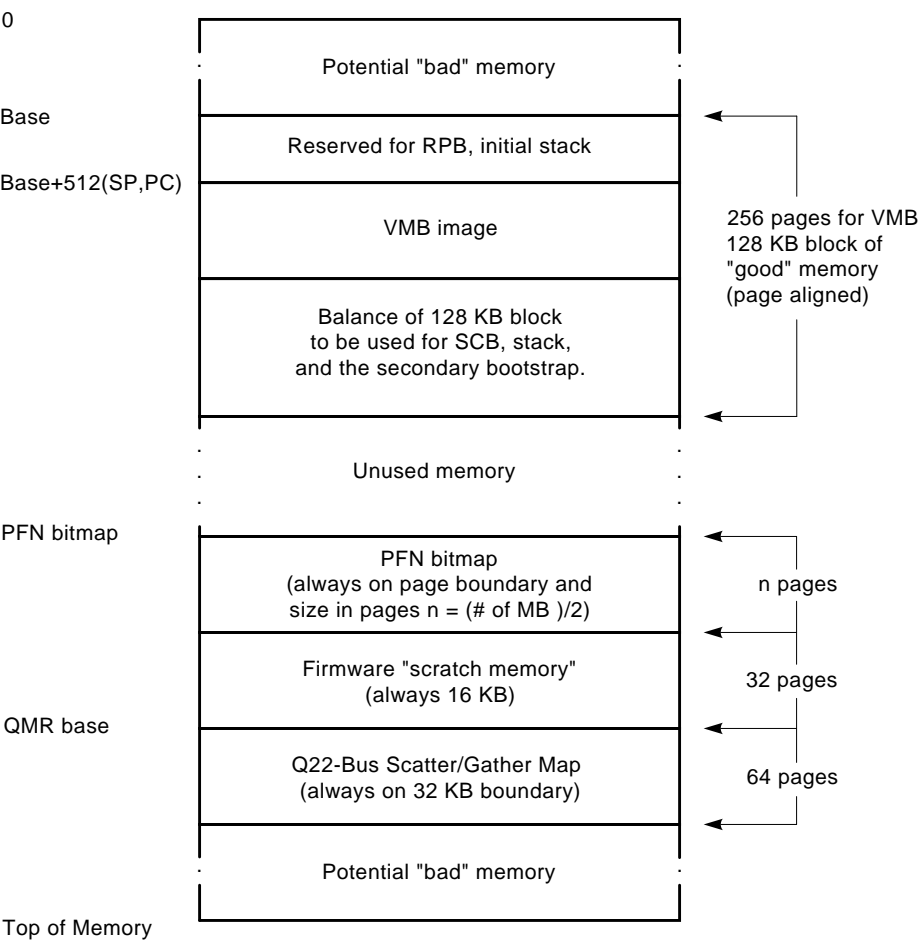 0
Potential "bad" memory
Base
Reserved for RPB, initial stack
Base+512(SP,PC)
VMB image
256 pages for VMB
128 KB block of
"good" memory
(page aligned)
Balance of 128 KB block
to be used for SCB, stack,
and the secondary bootstrap.
Unused memory
PFN bitmap
PFN bitmap
(always on page boundary and
size in pages n = (# of MB )/2)
n pages
Firmware "scratch memory"
(always 16 KB)
32 pages
QMR base
Q22-Bus Scatter/Gather Map
(always on 32 KB boundary)
64 pages
Potential "bad" memory
Top of Memory